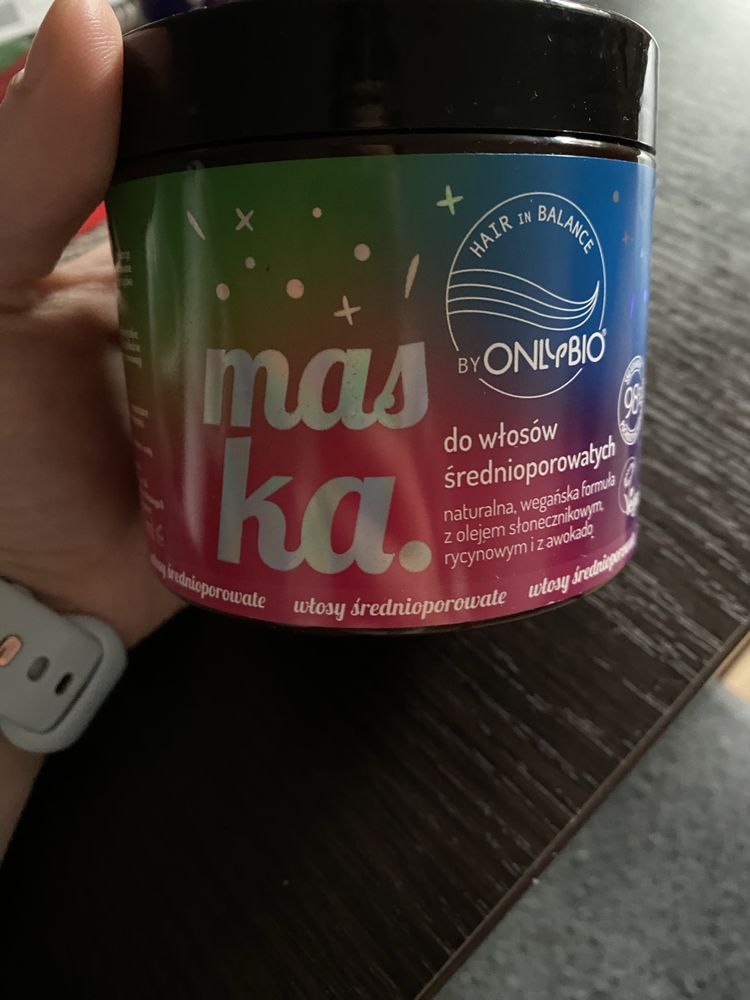 HAIR IN BALANCE
BY ONLYBIO®
mas
ka.
do włosów
średnioporowatych
naturalna, wegańska formuła
z olejem słonecznikowym,
rycynowym i z awokado
98
włosy średnioporowate włosy średnioporowate włosy średnioporowate